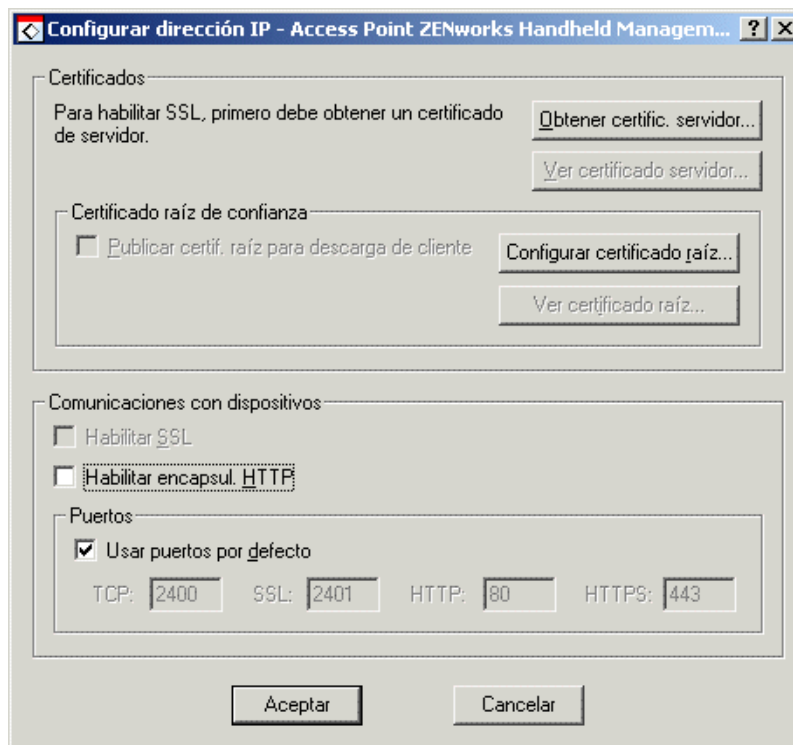 Configurar dirección IP - Access Point ZENworks Handheld Managem...
Certificados
Para habilitar SSL, primero debe obtener un certificado
de servidor.
Obtener certific. servidor...
Ver certificado servidor...
Certificado raíz de confianza
Publicar certif. raíz para descarga de cliente
Configurar certificado raíz...
Ver certificado raíz...
Comunicaciones con dispositivos
Habilitar SSL
Habilitar encapsul. HTTP
Puertos
Usar puertos por defecto
TCP: 2400 SSL: 2401 HTTP: 80 HTTPS: 443
Aceptar Cancelar